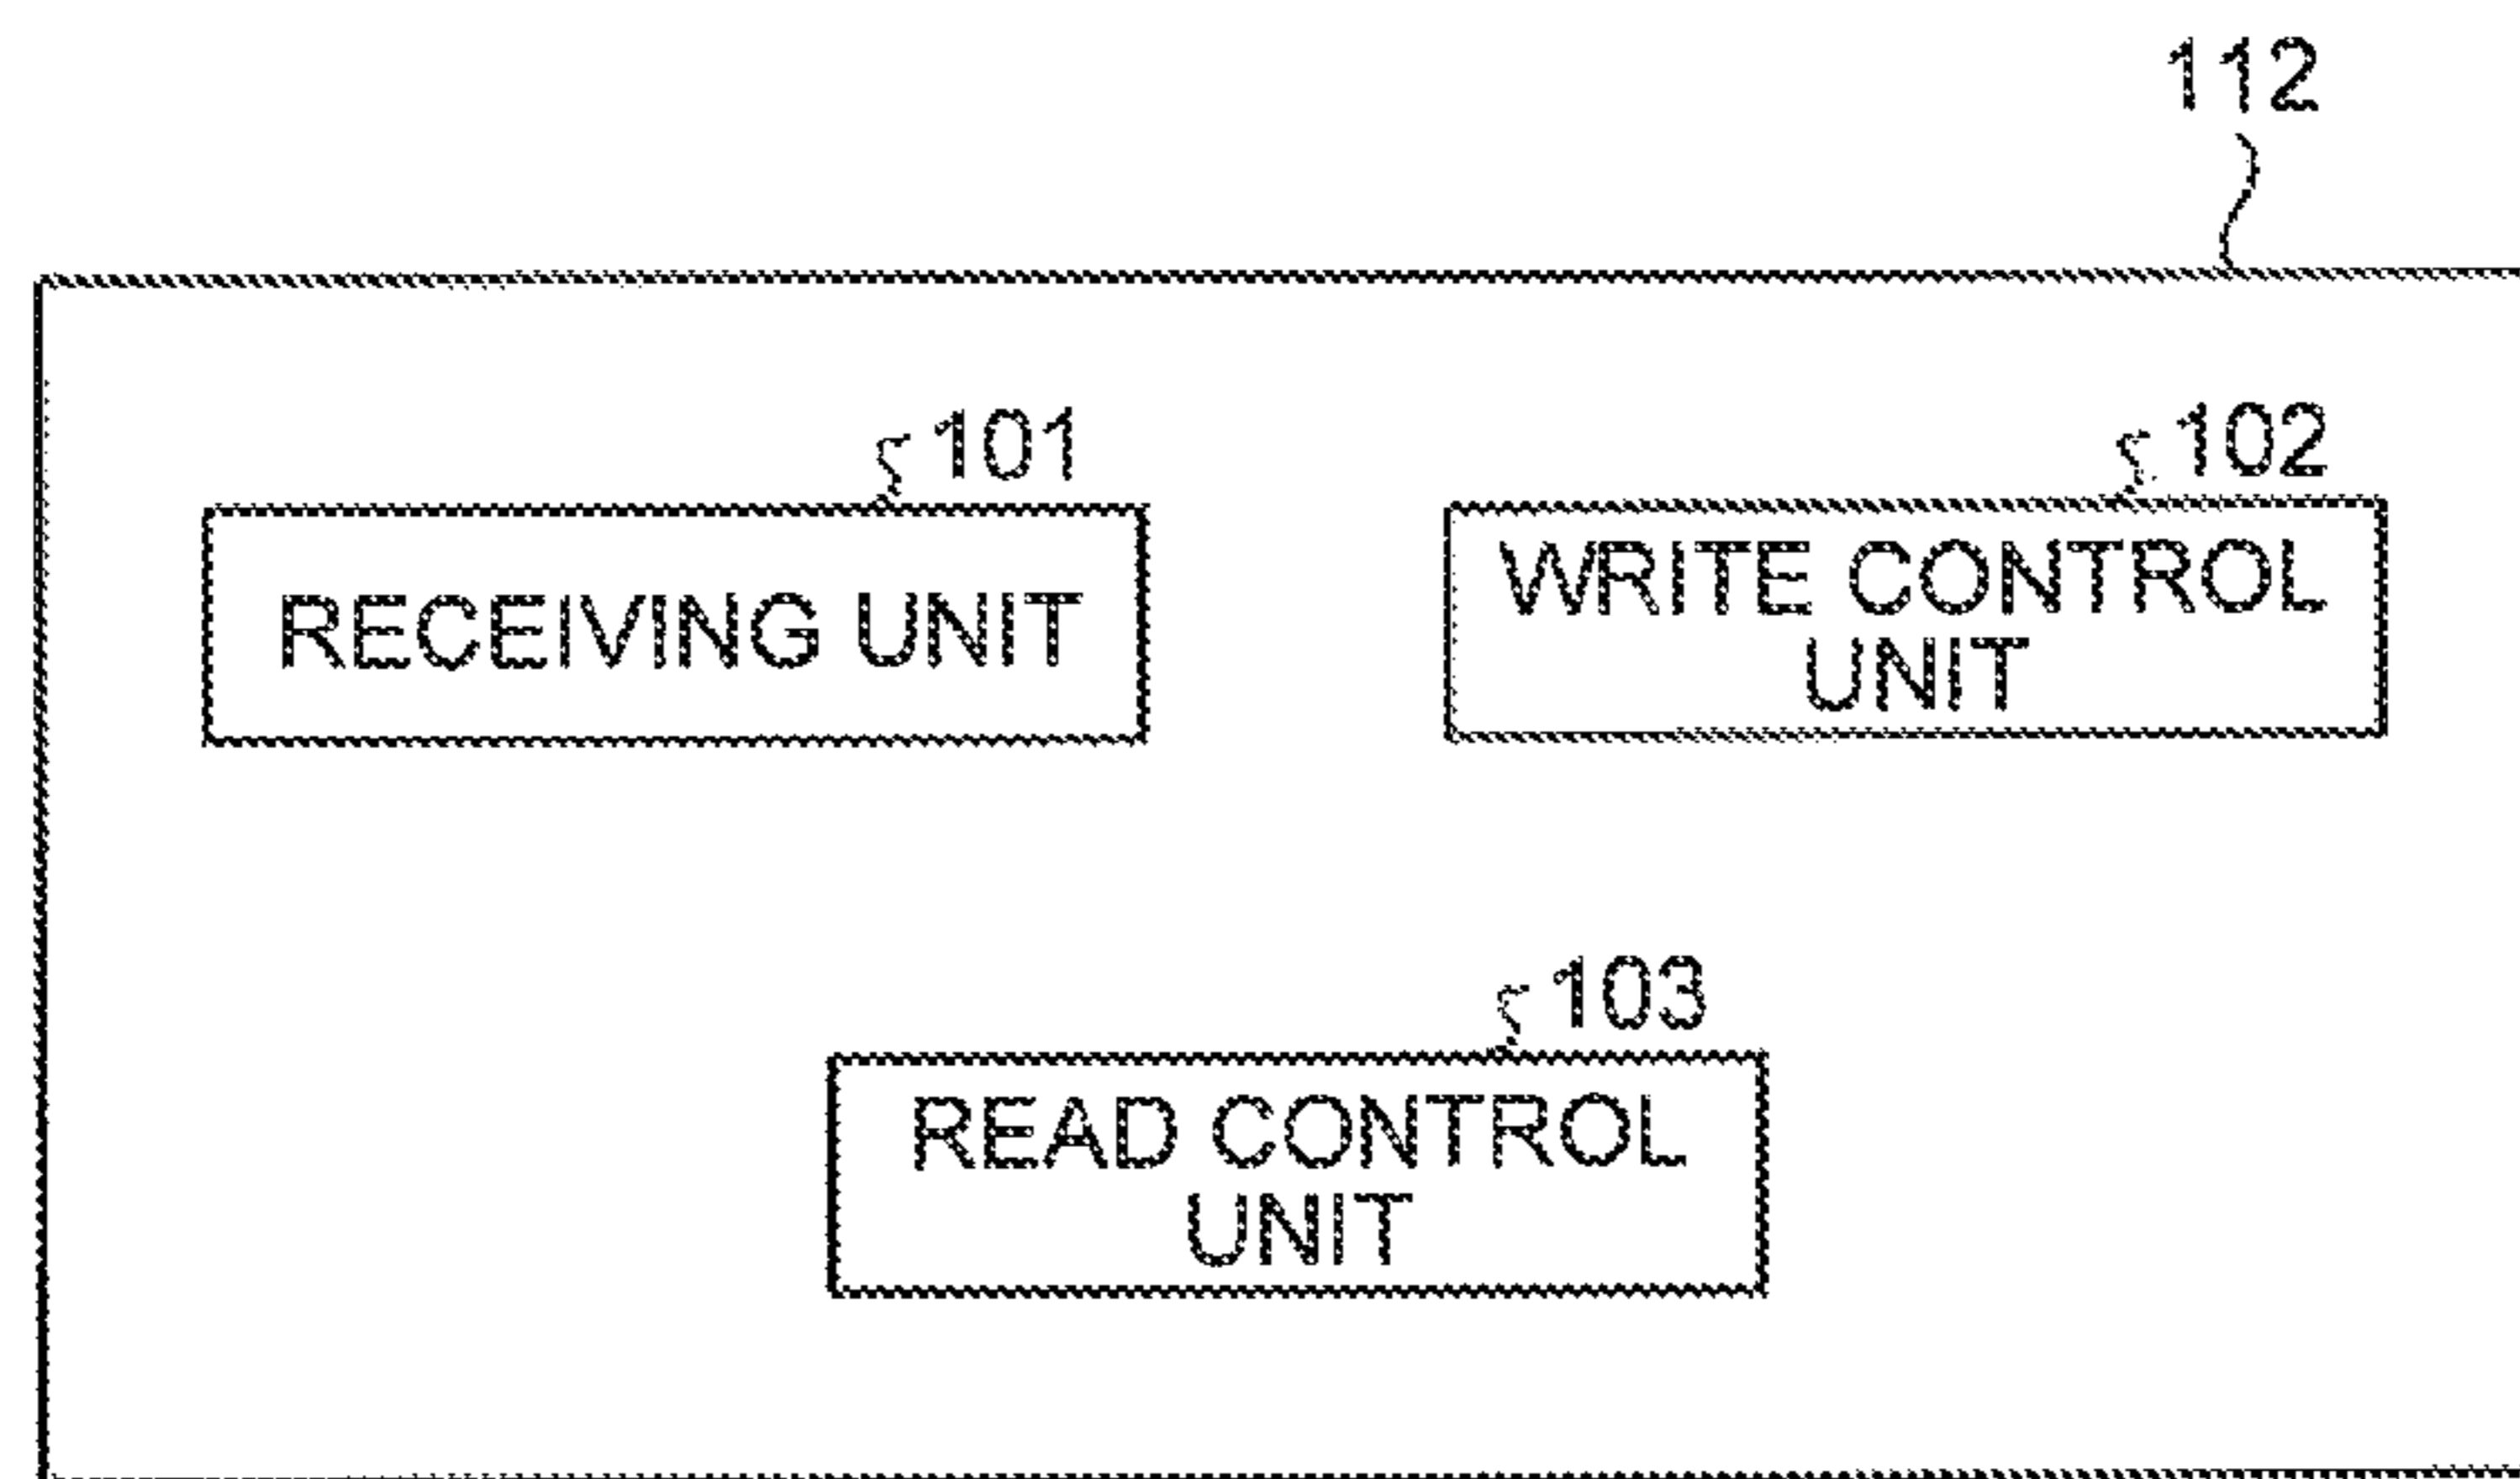 112
101
RECEIVING UNIT
102
WRITE CONTROL
UNIT
103
READ CONTROL
UNIT